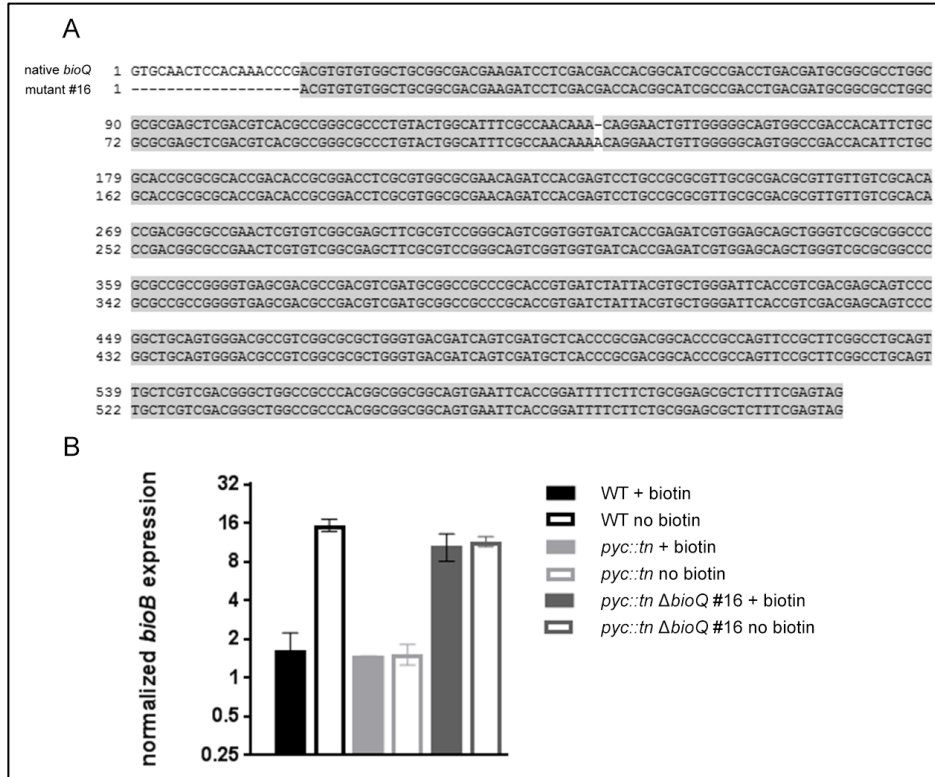 A
native bioQ 1 GTGCAACTCCACAAACCCGACGTGTGTGGCTGCGGCGACGAAGATCCTCGACGACCACGGCATCGCCGACCTGACGATGCGGCGCCTGGC
mutant #16 1 -------------------ACGTGTGTGGCTGCGGCGACGAAGATCCTCGACGACCACGGCATCGCCGACCTGACGATGCGGCGCCTGGC
90 GCGCGAGCTCGACGTCACGCCGGGCGCCCTGTACTGGCATTTCGCCAACAAA-CAGGAACTGTTGGGGGCAGTGGCCGACCACATTCTGC
72 GCGCGAGCTCGACGTCACGCCGGGCGCCCTGTACTGGCATTTCGCCAACAAAACAGGAACTGTTGGGGGCAGTGGCCGACCACATTCTGC
179 GCACCGCGCGCACCGACACCGCGGACCTCGCGTGGCGCGAACAGATCCACGAGTCCTGCCGCGCGTTGCGCGACGCGTTGTTGTCGCACA
162 GCACCGCGCGCACCGACACCGCGGACCTCGCGTGGCGCGAACAGATCCACGAGTCCTGCCGCGCGTTGCGCGACGCGTTGTTGTCGCACA
269 CCGACGGCGCCGAACTCGTGTCGGCGAGCTTCGCGTCCGGGCAGTCGGTGGTGATCACCGAGATCGTGGAGCAGCTGGGTCGCGCGGCCC
252 CCGACGGCGCCGAACTCGTGTCGGCGAGCTTCGCGTCCGGGCAGTCGGTGGTGATCACCGAGATCGTGGAGCAGCTGGGTCGCGCGGCCC
359 GCGCCGCCGGGGTGAGCGACGCCGACGTCGATGCGGCCGCCCGCACCGTGATCTATTACGTGCTGGGATTCACCGTCGACGAGCAGTCCC
342 GCGCCGCCGGGGTGAGCGACGCCGACGTCGATGCGGCCGCCCGCACCGTGATCTATTACGTGCTGGGATTCACCGTCGACGAGCAGTCCC
449 GGCTGCAGTGGGACGCCGTCGGCGCGCTGGGTGACGATCAGTCGATGCTCACCCGCGACGGCACCCGCCAGTTCCGCTTCGGCCTGCAGT
432 GGCTGCAGTGGGACGCCGTCGGCGCGCTGGGTGACGATCAGTCGATGCTCACCCGCGACGGCACCCGCCAGTTCCGCTTCGGCCTGCAGT
539 TGCTCGTCGACGGGCTGGCCGCCCACGGCGGCGGCAGTGAATTCACCGGATTTTCTTCTGCGGAGCGCTCTTTCGAGTAG
522 TGCTCGTCGACGGGCTGGCCGCCCACGGCGGCGGCAGTGAATTCACCGGATTTTCTTCTGCGGAGCGCTCTTTCGAGTAG
B
normalized bioB expression
32
16
8
4
2
1
0.5
0.25
WT + biotin
WT no biotin
pyc::tn + biotin
pyc::tn no biotin
pyc::tn ΔbioQ #16 + biotin
pyc::tn ΔbioQ #16 no biotin